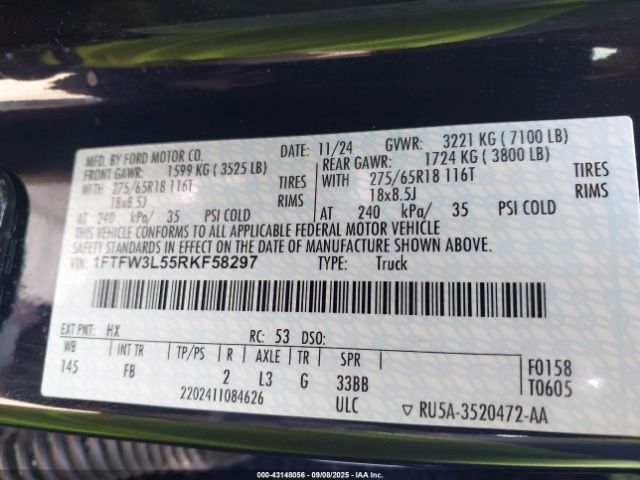 MFD. BY FORD MOTOR CO. DATE: 11/24 GVWR: 3221 KG ( 7100 LB)
FRONT GAWR: 1599 KG ( 3525 LB) REAR GAWR: 1724 KG ( 3800 LB)
WITH 275/65R18 116T TIRES WITH 275/65R18 116T TIRES
18x8.5J RIMS 18x8.5J RIMS
AT 240 kPa/ 35 PSI COLD AT 240 kPa/ 35 PSI COLD
THIS VEHICLE CONFORMS TO ALL APPLICABLE FEDERAL MOTOR VEHICLE
SAFETY STANDARDS IN EFFECT ON THE DATE OF MANUFACTURE SHOWN ABOVE.
VIN: 1FTFW3L55RKF58297 TYPE: Truck
EXT PNT: HX RC: 53 DSO:
WB INT TR TP/PS R AXLE TR SPR F0158
145 FB 2 L3 G 33BB T0605
2202411084626 ULC ▽ RU5A-3520472-AA
000-43148056 - 09/08/2025 - IAA Inc.